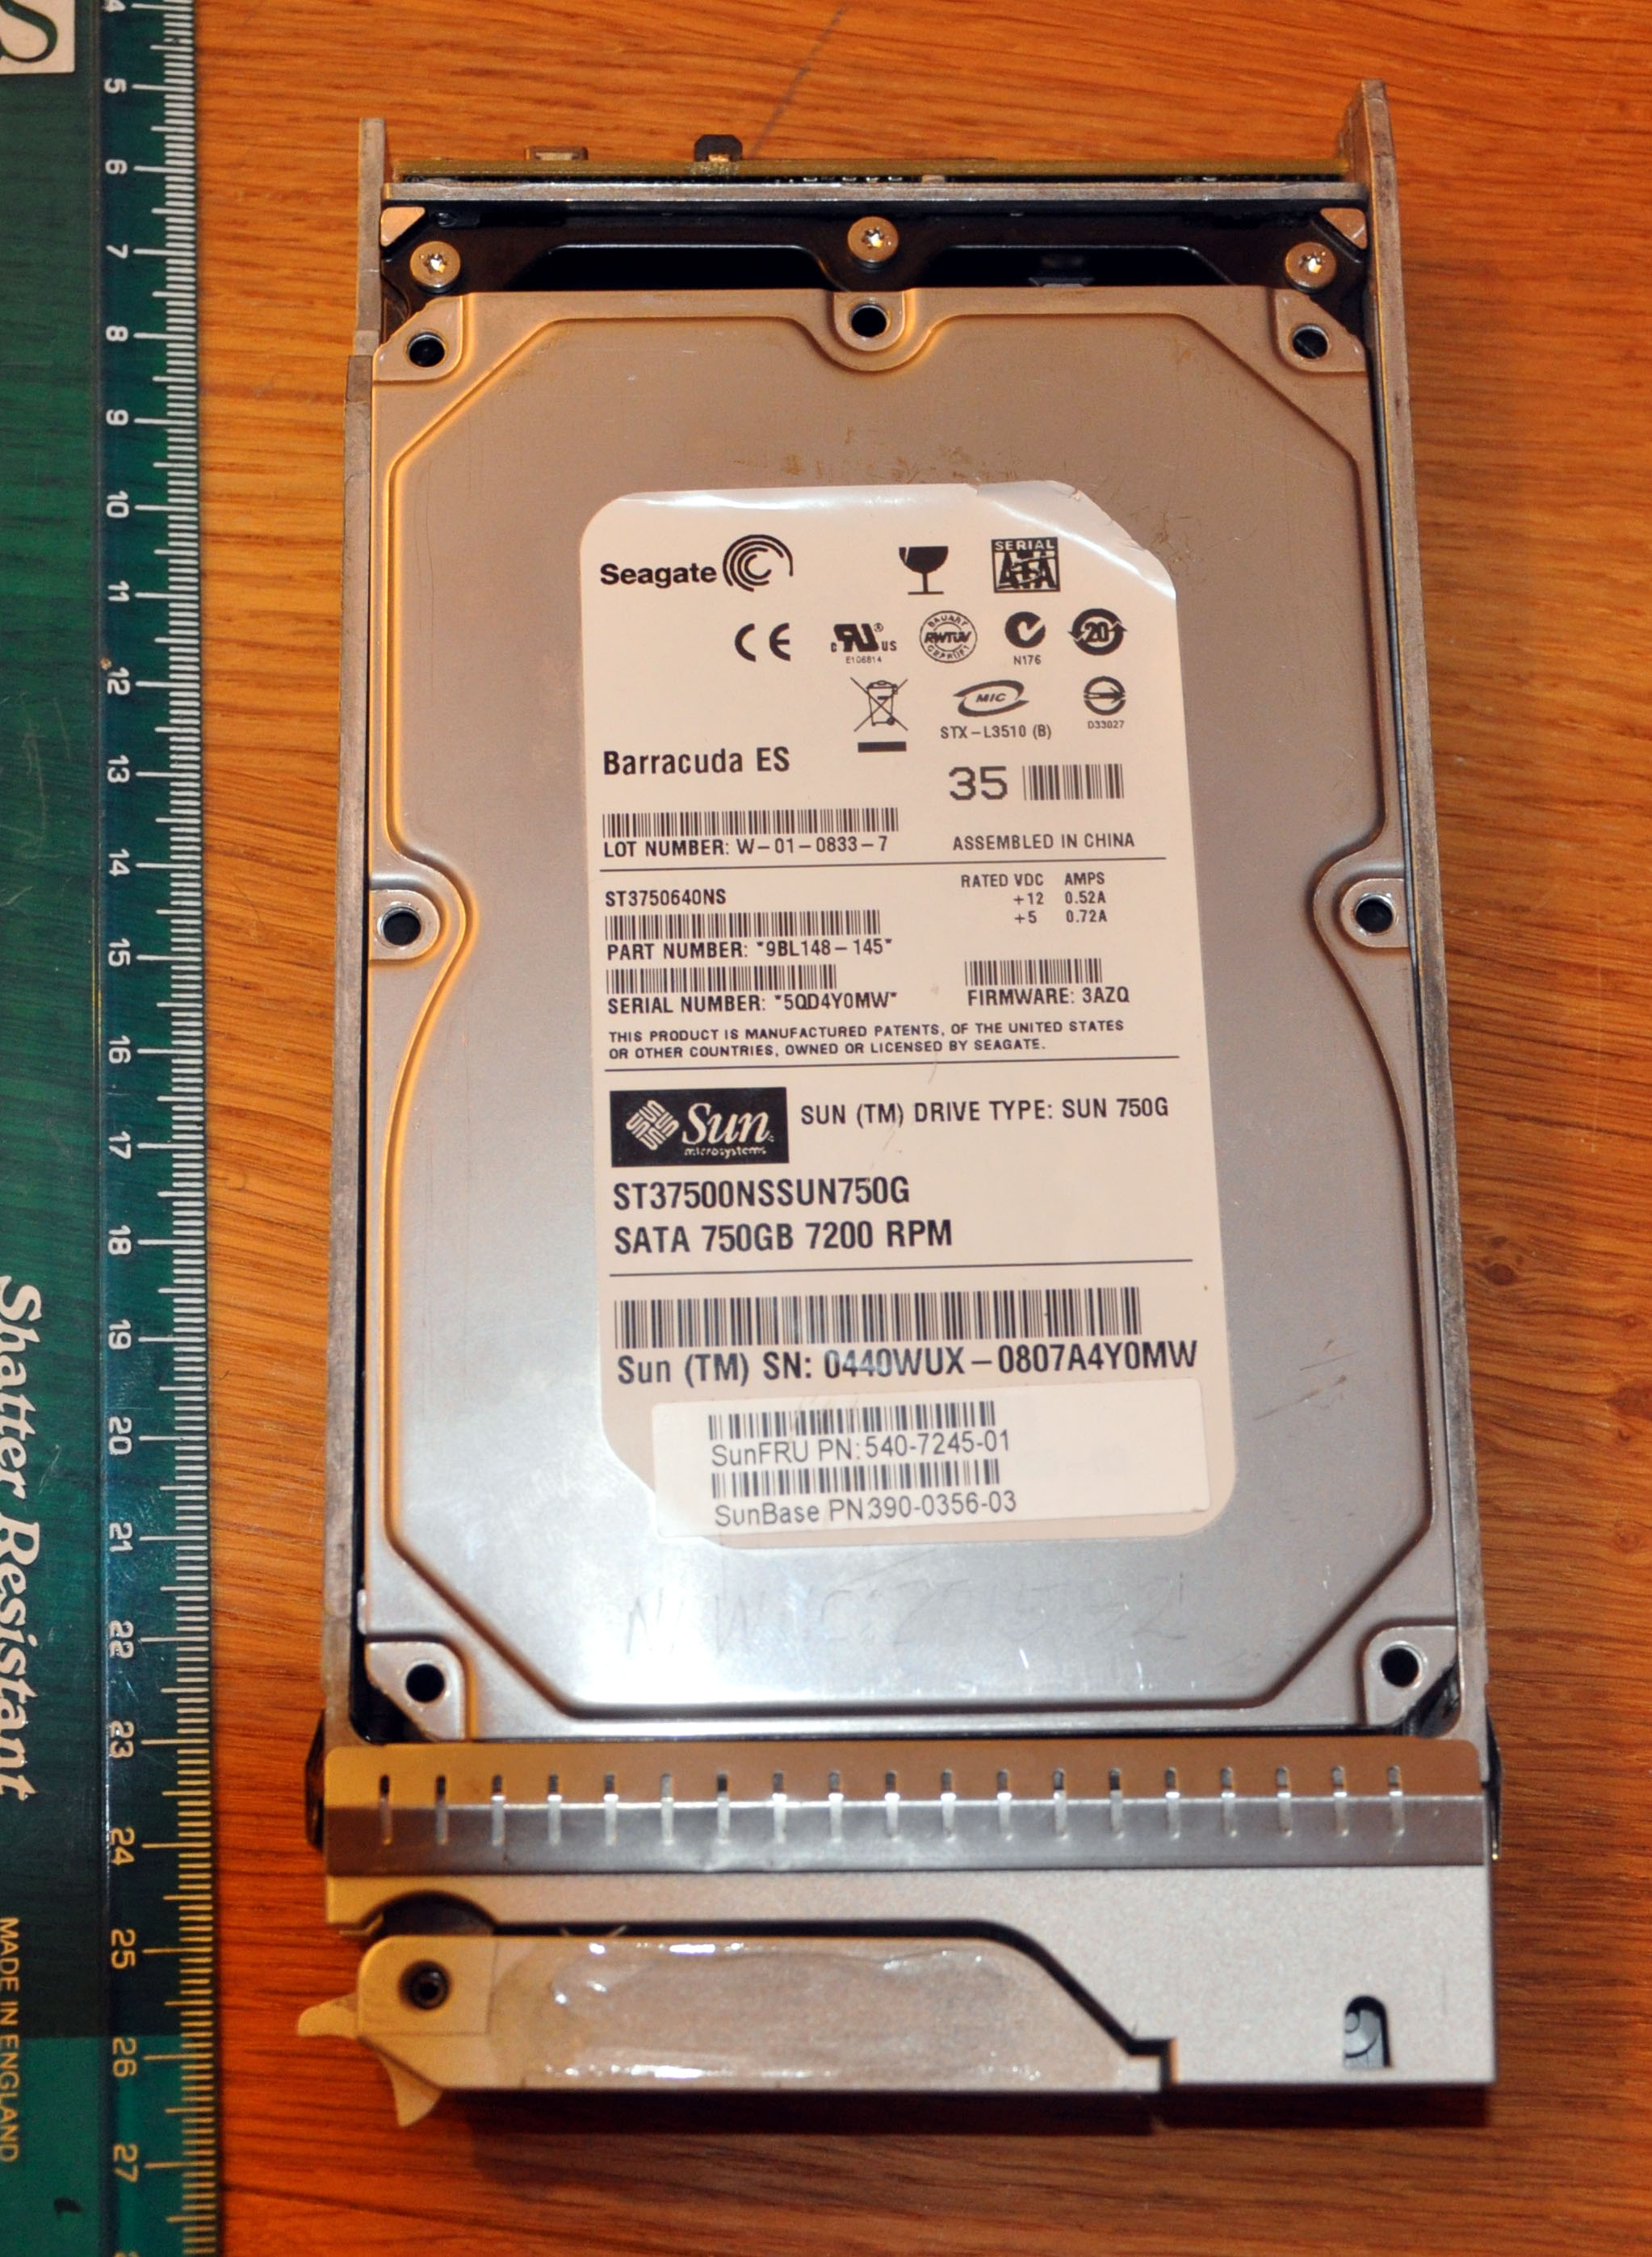 4
5
6
7
8
9
10
11
12
13
14
15
16
17
18
19
20
21
22
23
24
25
26
27
Shatter Resistant
MADE IN ENGLAND
Seagate
SERIAL
ATA
CE
c RU ® US
E106814
BAUART
RWTÜV
GEPRÜFT
N176
20
MIC
STX-L3510 (B)
D33027
Barracuda ES
35
LOT NUMBER: W-01-0833-7
ASSEMBLED IN CHINA
ST3750640NS
RATED VDC AMPS
+12 0.52A
+5 0.72A
PART NUMBER: "9BL148-145"
SERIAL NUMBER: "5QD4Y0MW"
FIRMWARE: 3AZQ
THIS PRODUCT IS MANUFACTURED PATENTS, OF THE UNITED STATES
OR OTHER COUNTRIES, OWNED OR LICENSED BY SEAGATE.
Sun
microsystems
SUN (TM) DRIVE TYPE: SUN 750G
ST37500NSSUN750G
SATA 750GB 7200 RPM
Sun (TM) SN: 0440WUX-0807A4Y0MW
SunFRU PN:540-7245-01
SunBase PN:390-0356-03